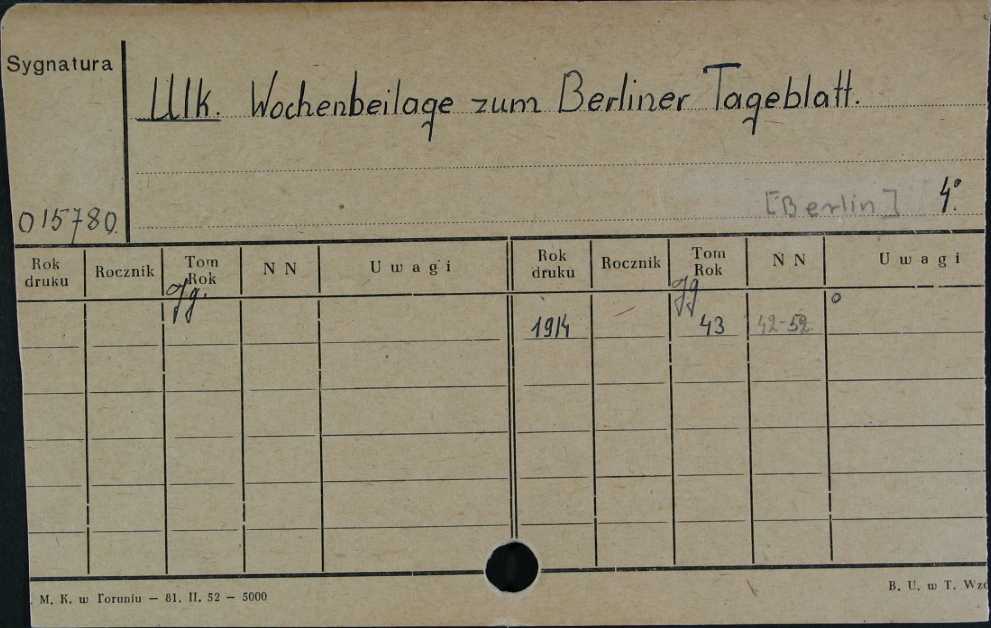 Sygnatura
Ulk. Wochenbeilage zum Berliner Tageblatt.
[Berlin] 4°.
015780.
Rok druku Rocznik Tom Rok N N Uwagi Rok druku Rocznik Tom Rok N N Uwagi
Jg. Jg
1914 — 43 42-52 o
M. K. w Toruniu — 81. II. 52 — 5000 B. U. w T. Wzo